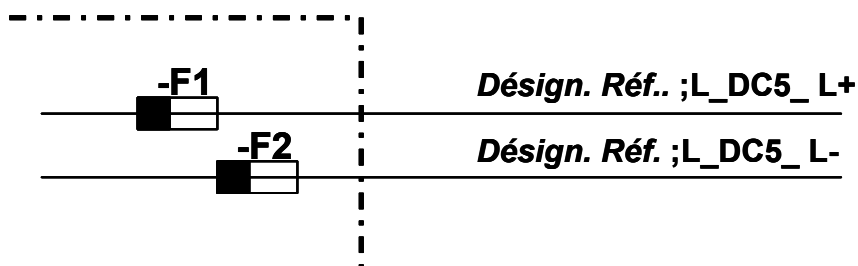 -F1
Désign. Réf.. ;L_DC5_ L+
-F2
Désign. Réf. ;L_DC5_ L-